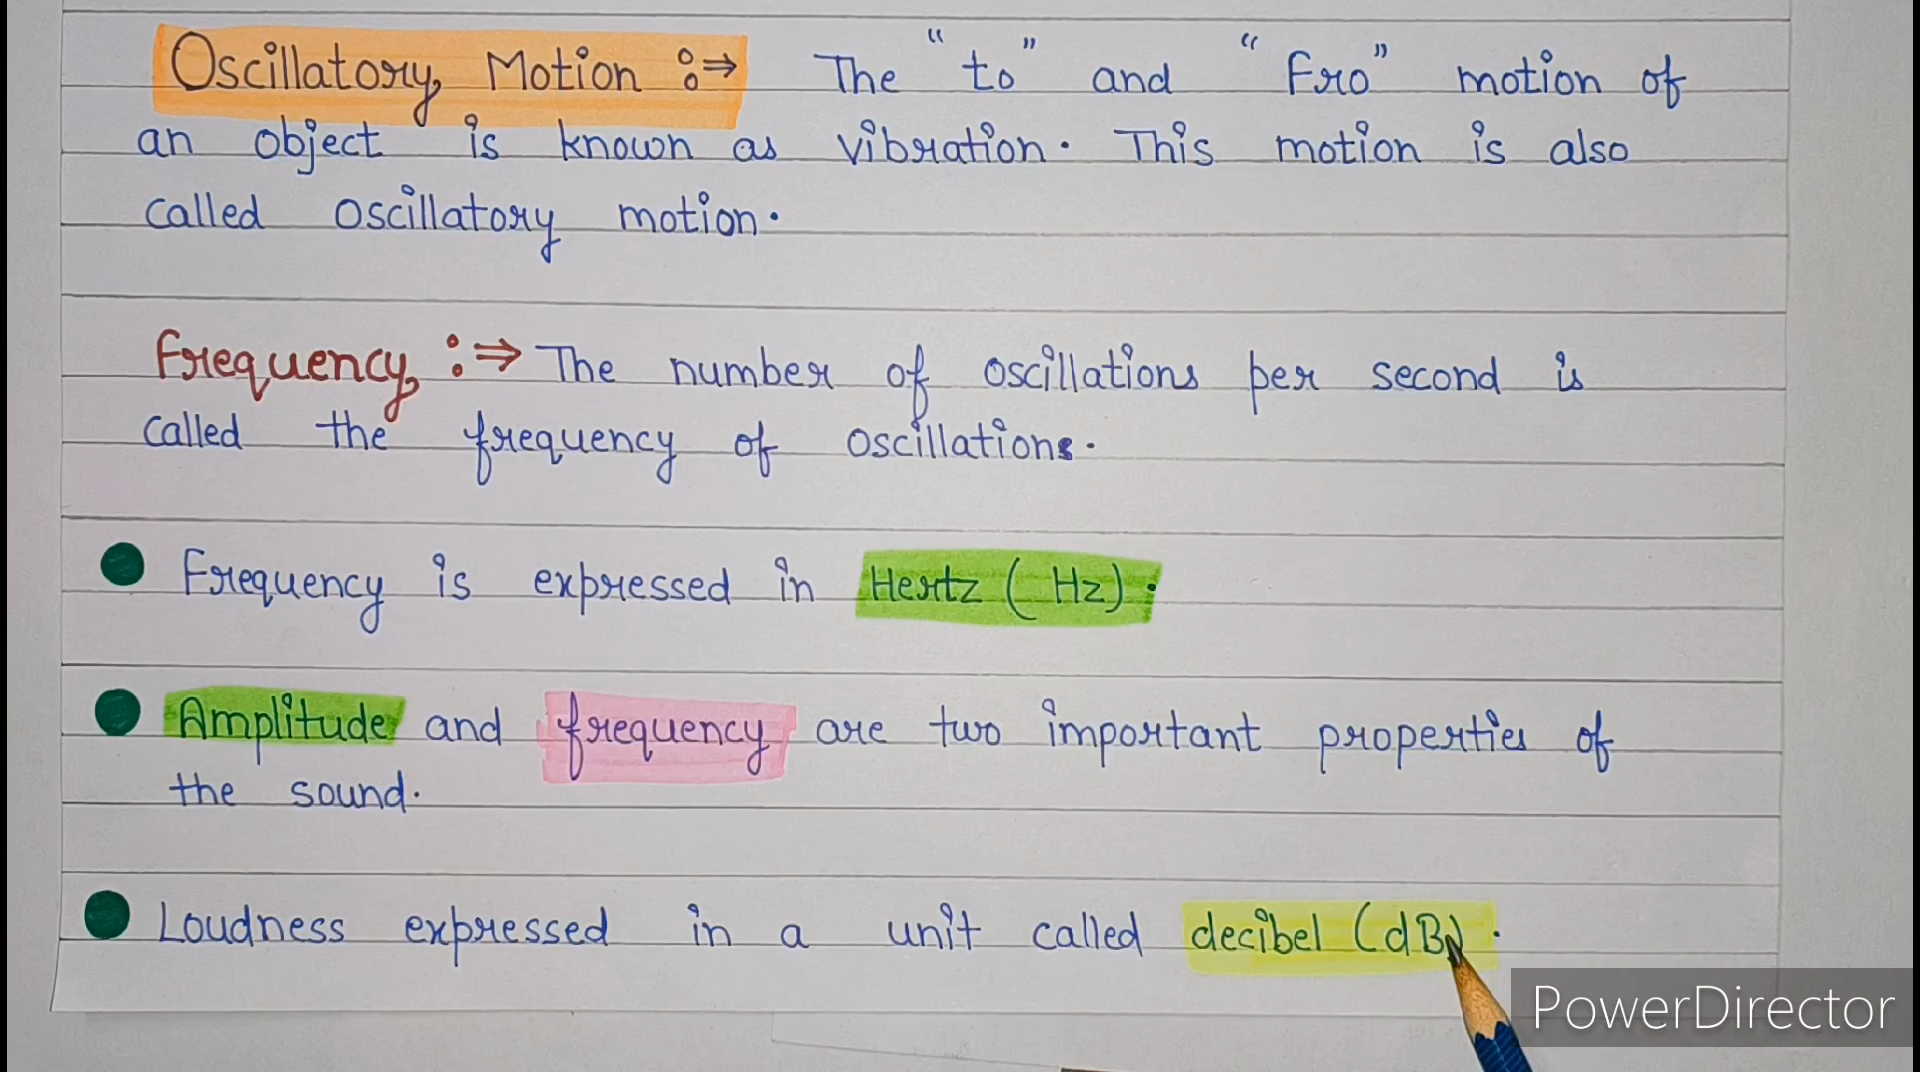 Oscillatory Motion :⇒ The "to" and "Fro" motion of
an object is known as vibration. This motion is also
called oscillatory motion.
Frequency :⇒ The number of oscillations per second is
called the frequency of oscillations.
Frequency is expressed in Hertz ( Hz).
Amplitude and frequency are two important properties of
the sound.
Loudness expressed in a unit called decibel (dB).
PowerDirector